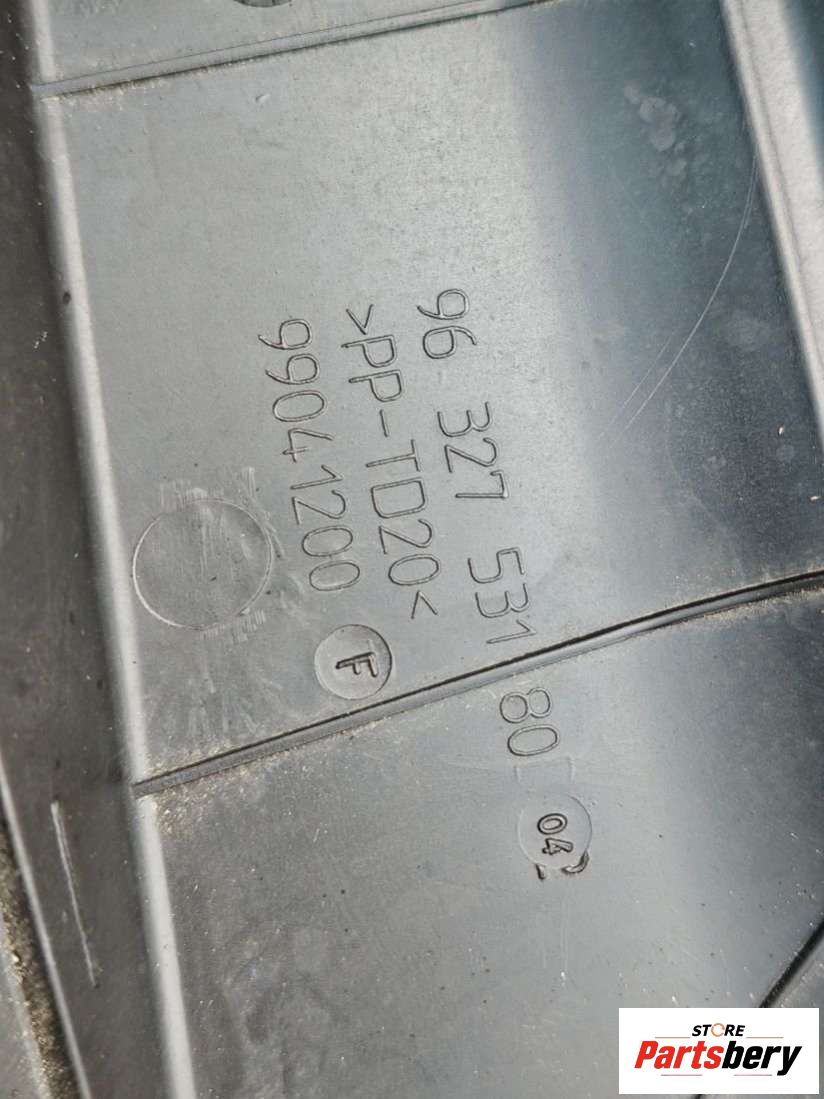 96 327 531 80
>PP-TD20<
99041200
F
04
STORE
Partsbery